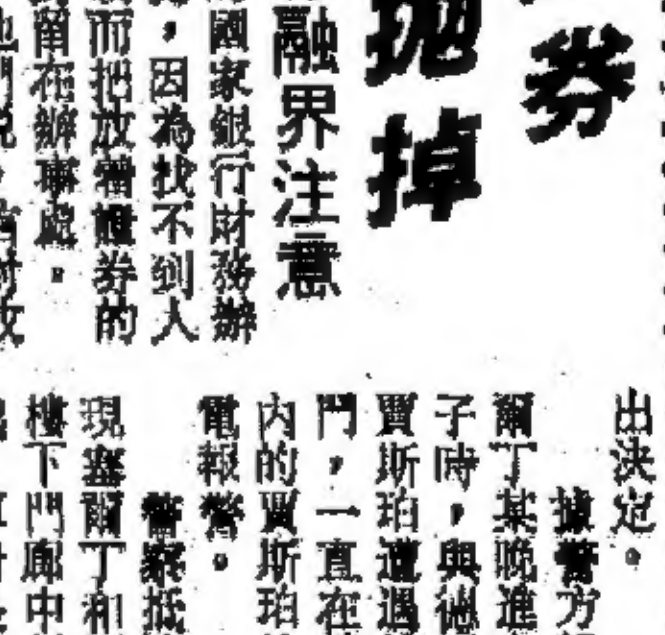 券
拋掉
融界注意
國家銀行財務辦
，因為找不到人
而把放著證券的
留在辦事處。
出決定。
據警方
爾丁某晚進
子時，與德
賈斯珀遭遇
門，一直在
內的賈斯珀
電報警。
警察抵
現塞爾丁和
樓下門廊中